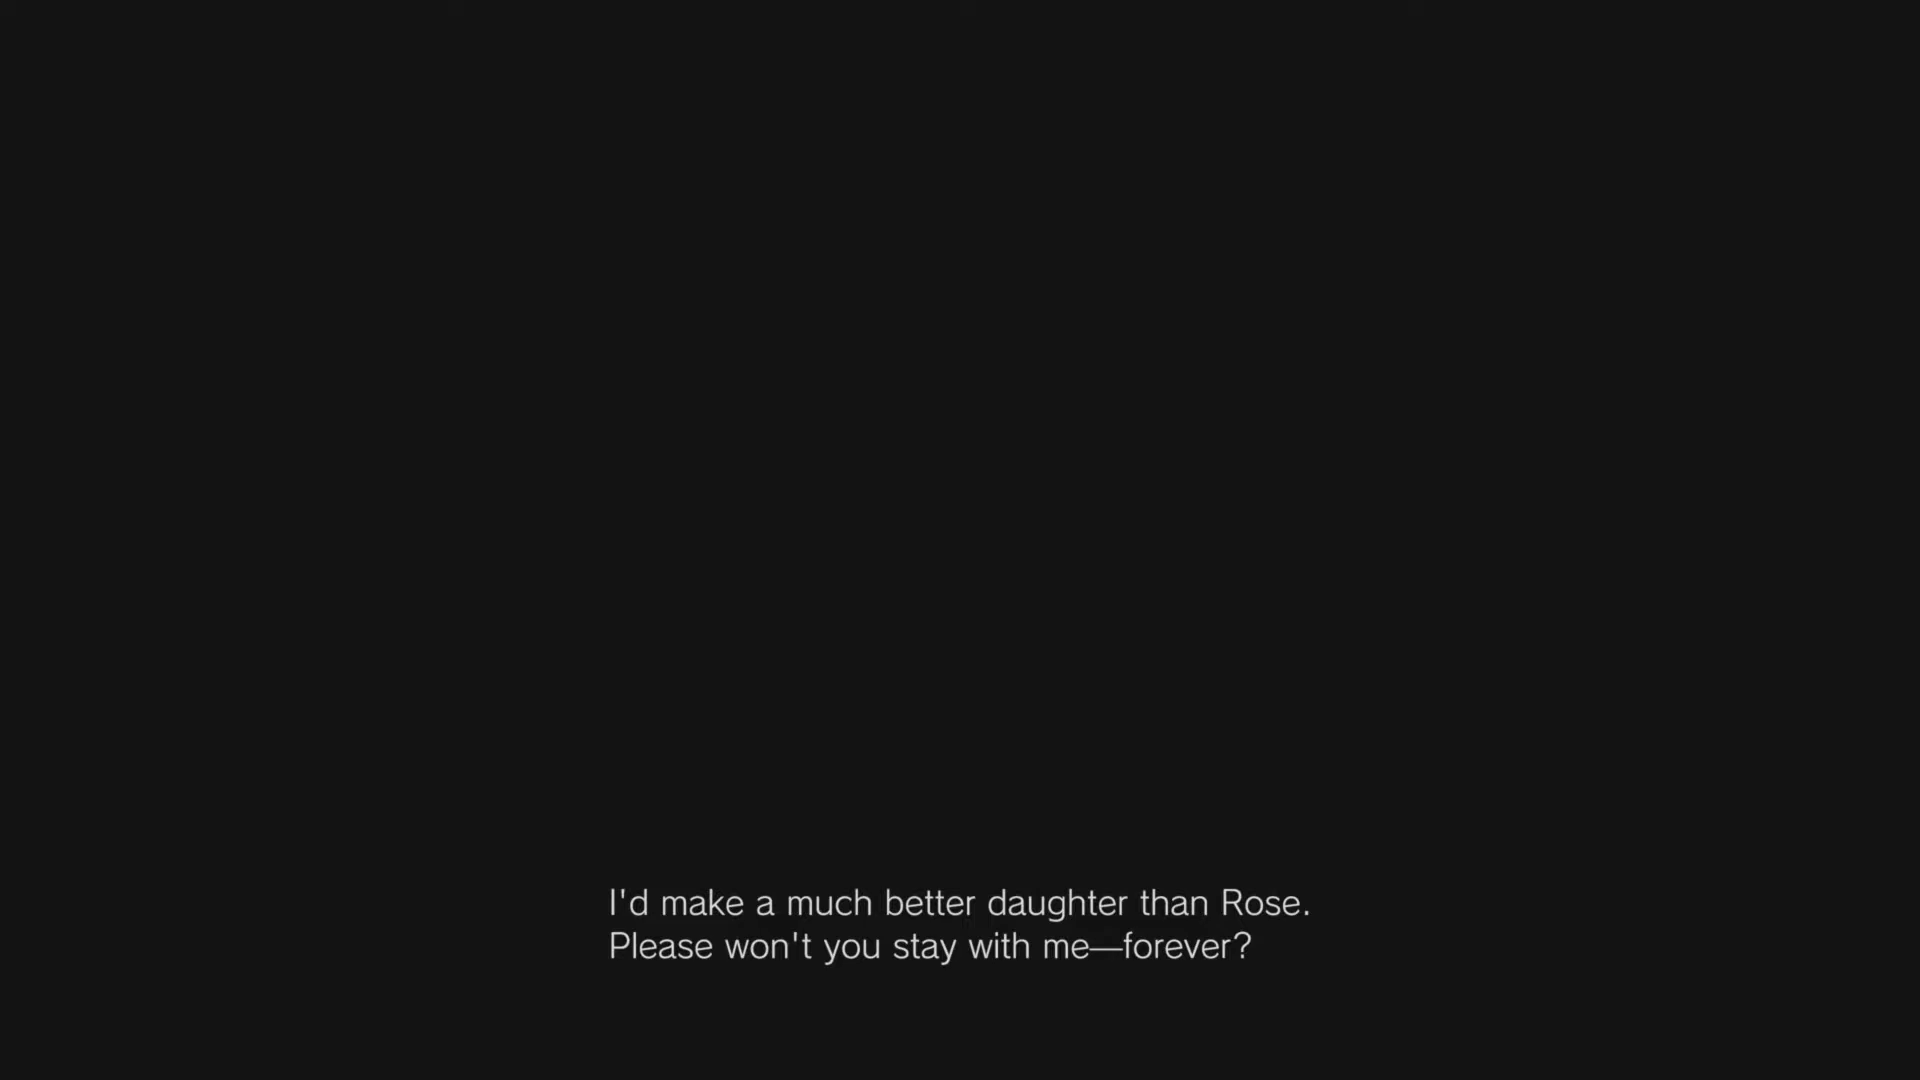 I'd make a much better daughter than Rose.
Please won't you stay with me—forever?